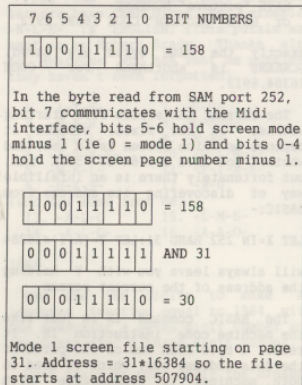 7 6 5 4 3 2 1 0 BIT NUMBERS
1 0 0 1 1 1 1 0 = 158
In the byte read from SAM port 252,
bit 7 communicates with the Midi
interface, bits 5-6 hold screen mode
minus 1 (ie 0 = mode 1) and bits 0-4
hold the screen page number minus 1.
1 0 0 1 1 1 1 0 = 158
0 0 0 1 1 1 1 1 AND 31
0 0 0 1 1 1 1 0 = 30
Mode 1 screen file starting on page
31. Address = 31*16384 so the file
starts at address 507904.